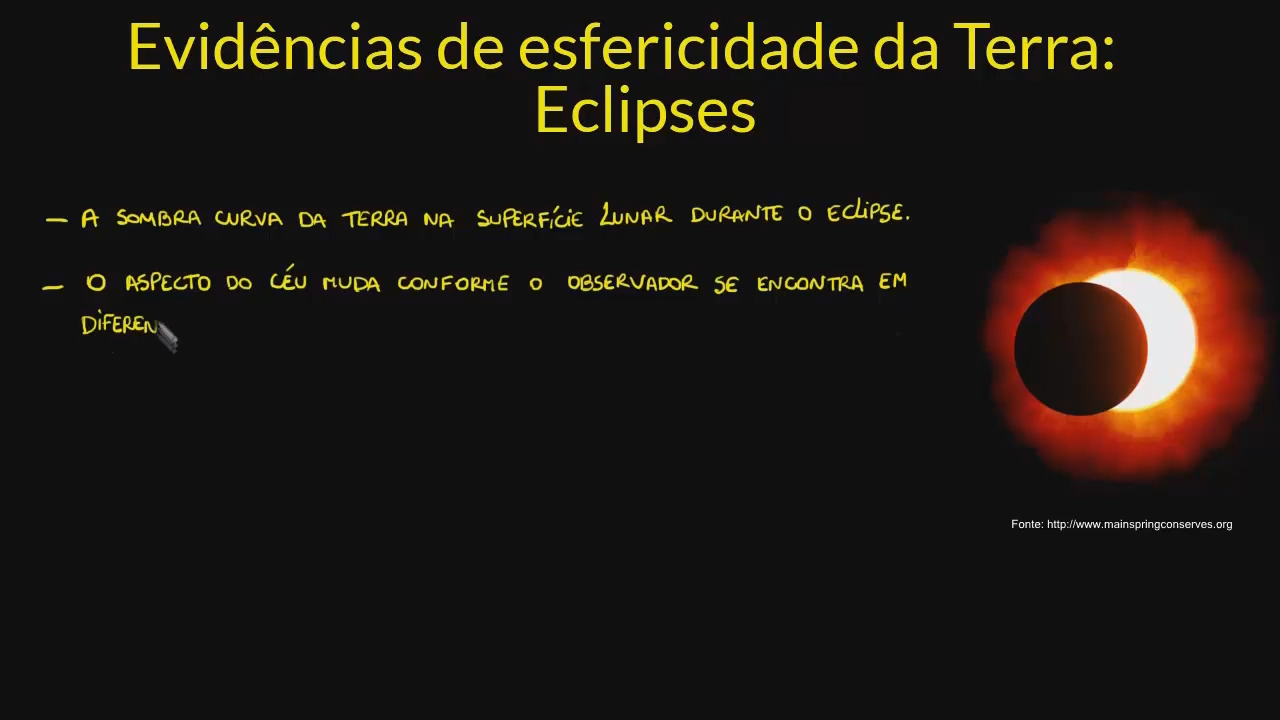 Evidências de esfericidade da Terra:
Eclipses
— A SOMBRA CURVA DA TERRA NA SUPERFÍCIE LUNAR DURANTE O ECLIPSE.
— O ASPECTO DO CÉU MUDA CONFORME O OBSERVADOR SE ENCONTRA EM
DIFEREN
Fonte: http://www.mainspringconserves.org